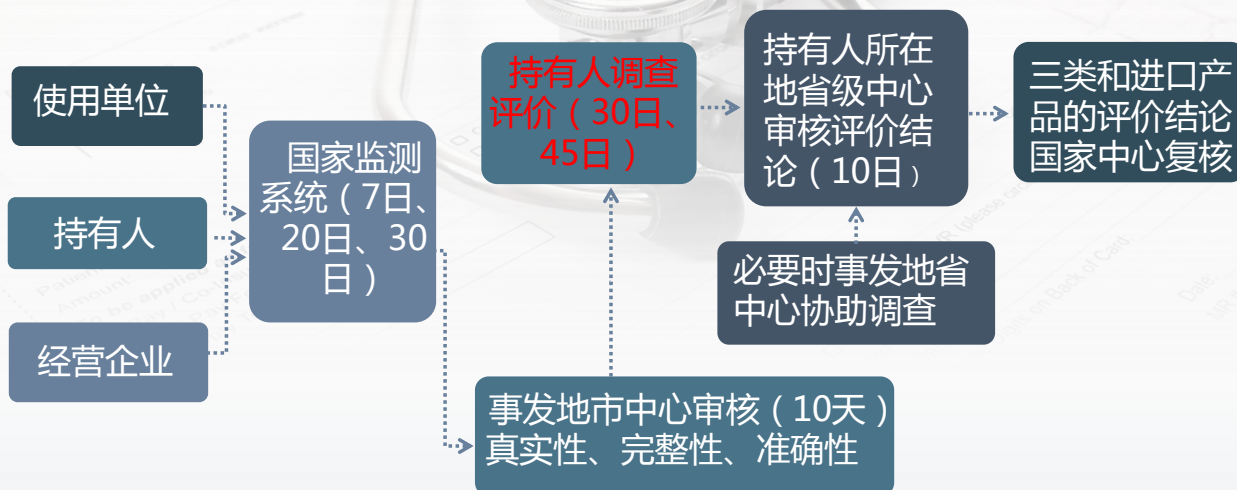 使用单位
持有人
经营企业
国家监测
系统（7日、
20日、30
日）
事发地市中心审核（10天）
真实性、完整性、准确性
持有人调查
评价（30日、
45日）
持有人所在
地省级中心
审核评价结
论（10日）
必要时事发地省
中心协助调查
三类和进口产
品的评价结论
国家中心复核